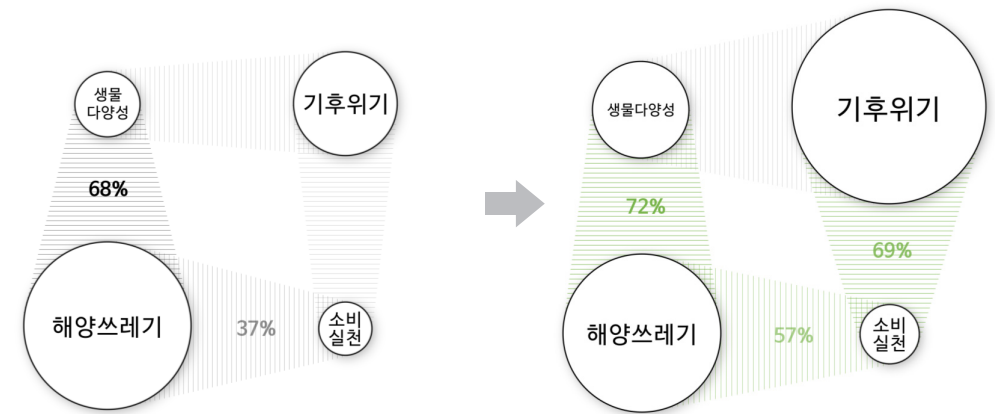 생물
다양성
기후위기
68%
해양쓰레기
37%
소비
실천
생물다양성
기후위기
72%
69%
해양쓰레기
57%
소비
실천